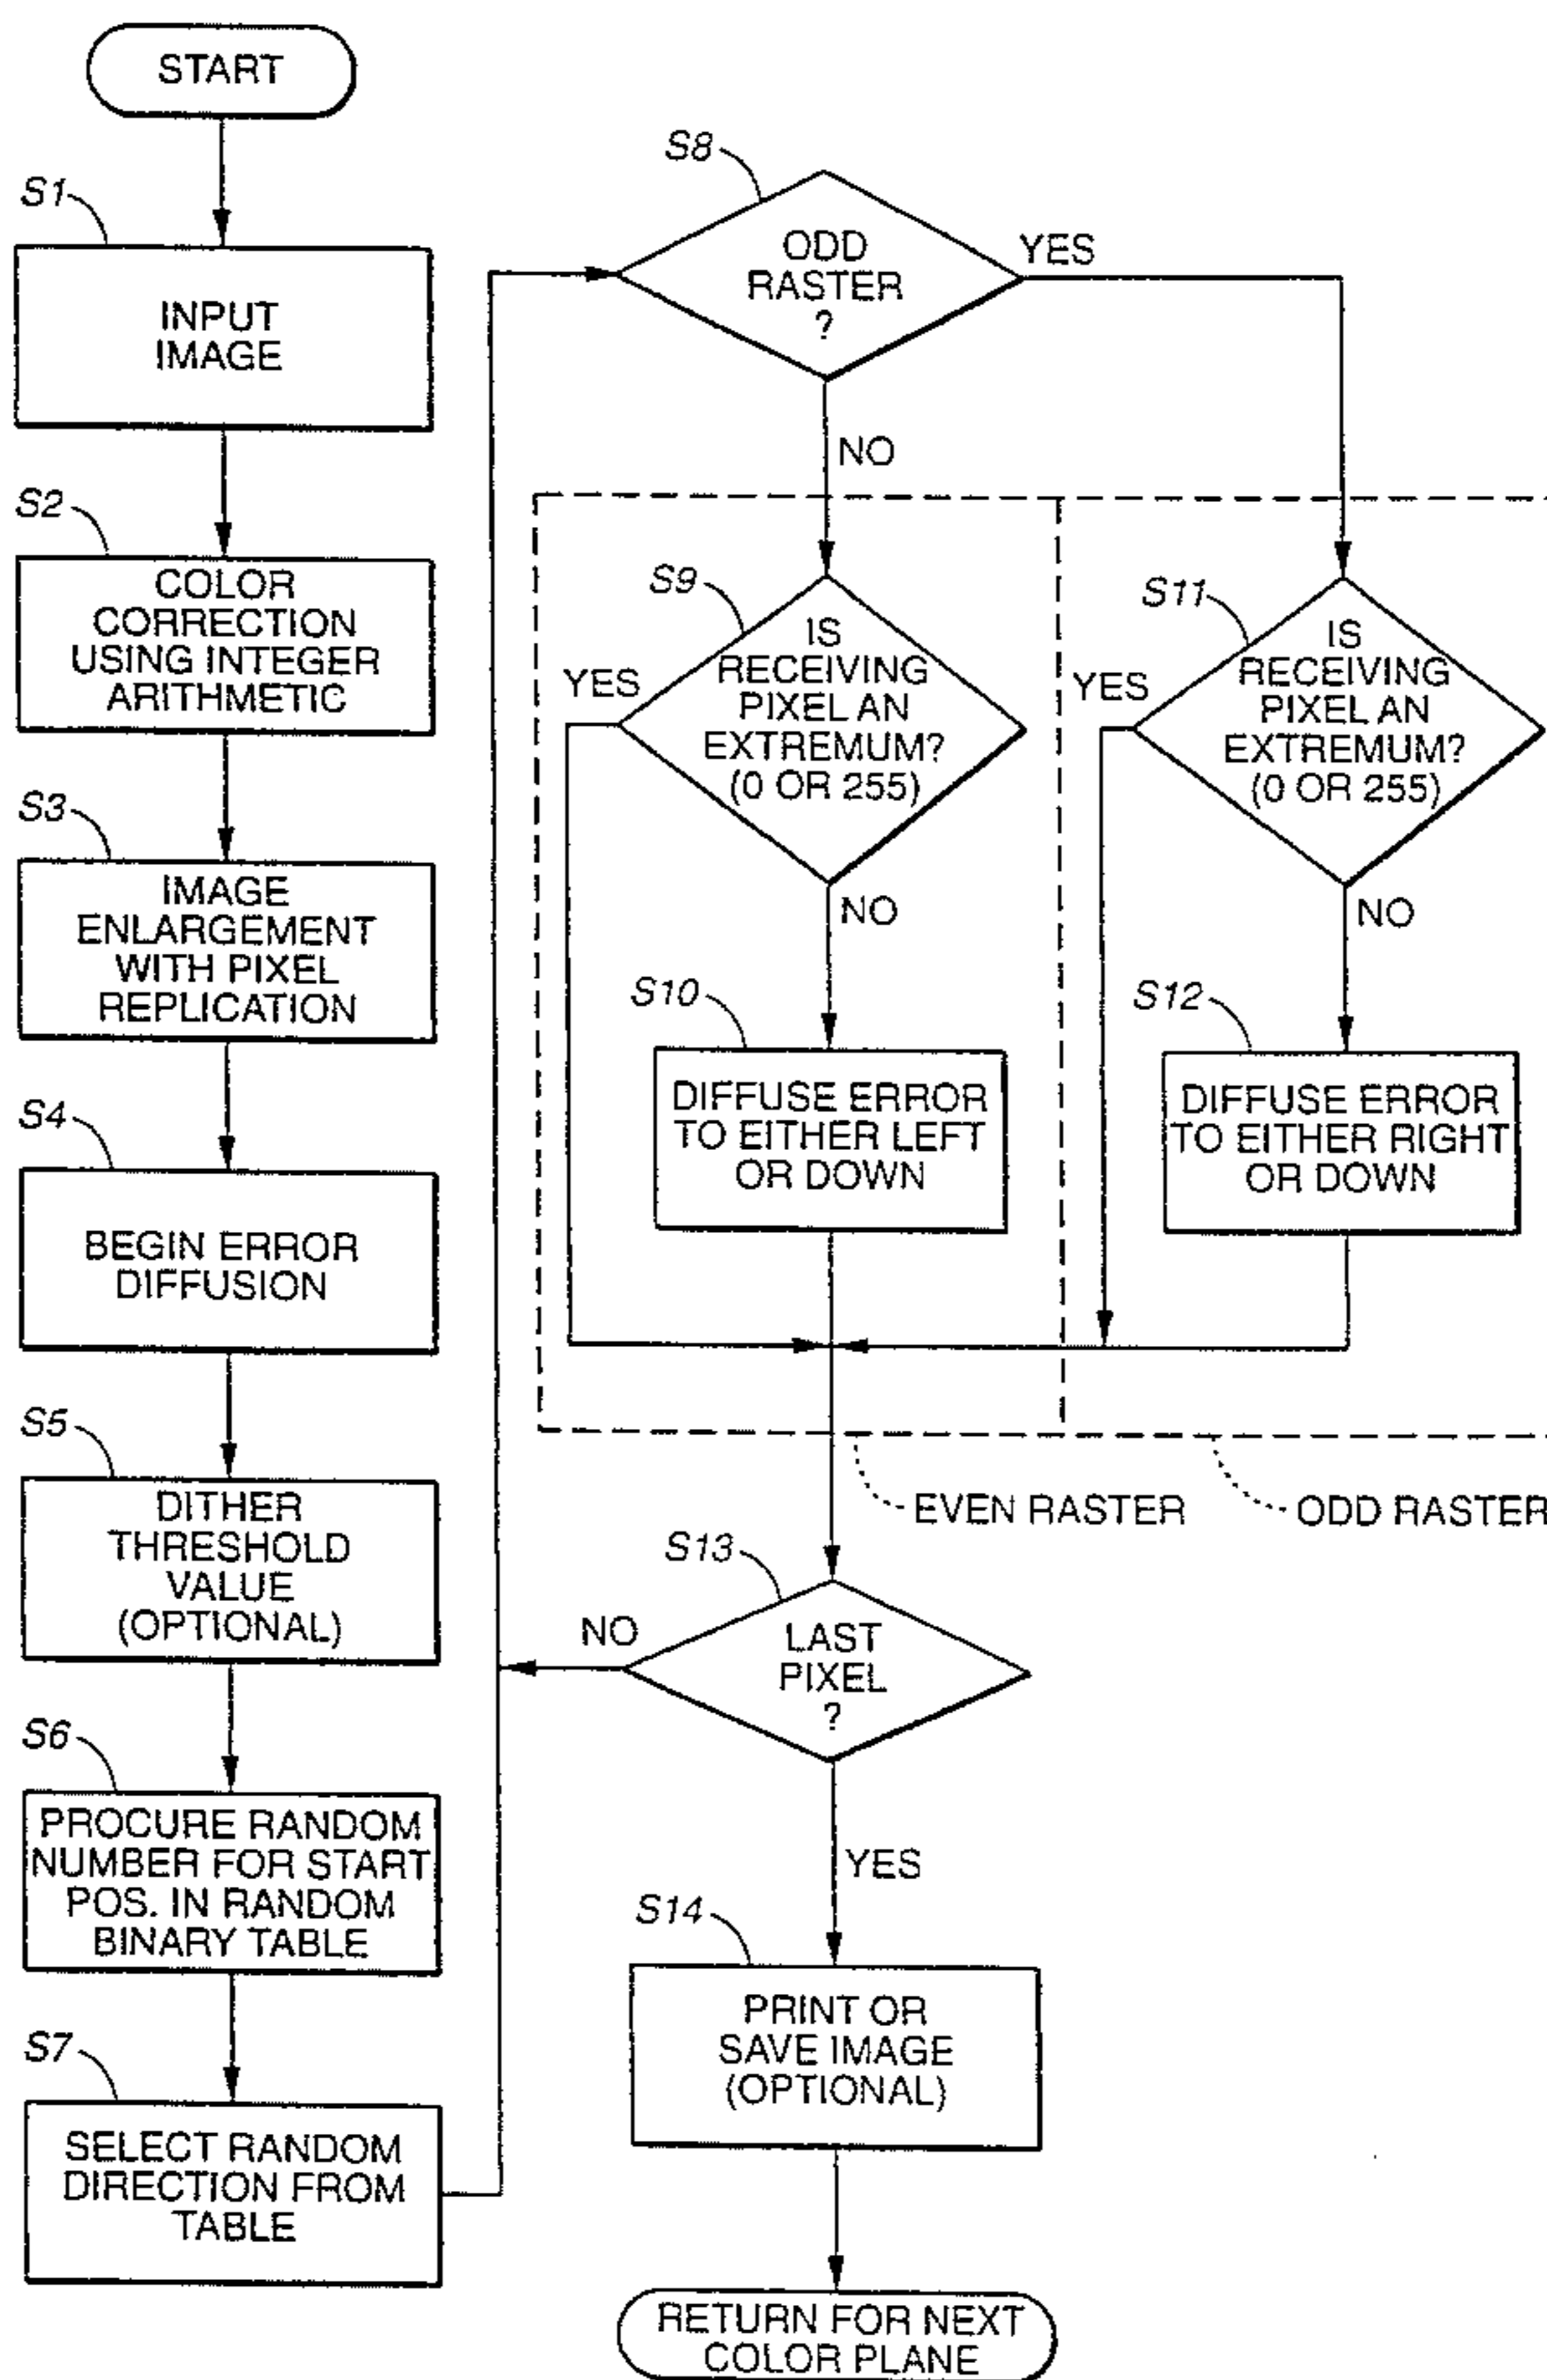 START
S1
INPUT
IMAGE
S2
COLOR
CORRECTION
USING INTEGER
ARITHMETIC
S3
IMAGE
ENLARGEMENT
WITH PIXEL
REPLICATION
S4
BEGIN ERROR
DIFFUSION
S5
DITHER
THRESHOLD
VALUE
(OPTIONAL)
S6
PROCURE RANDOM
NUMBER FOR START
POS. IN RANDOM
BINARY TABLE
S7
SELECT RANDOM
DIRECTION FROM
TABLE
S8
ODD
RASTER
?
YES
NO
S9
IS
RECEIVING
PIXEL AN
EXTREMUM?
(0 OR 255)
YES
NO
S10
DIFFUSE ERROR
TO EITHER LEFT
OR DOWN
S11
IS
RECEIVING
PIXEL AN
EXTREMUM?
(0 OR 255)
YES
NO
S12
DIFFUSE ERROR
TO EITHER RIGHT
OR DOWN
EVEN RASTER
ODD RASTER
S13
LAST
PIXEL
?
NO
YES
S14
PRINT OR
SAVE IMAGE
(OPTIONAL)
RETURN FOR NEXT
COLOR PLANE